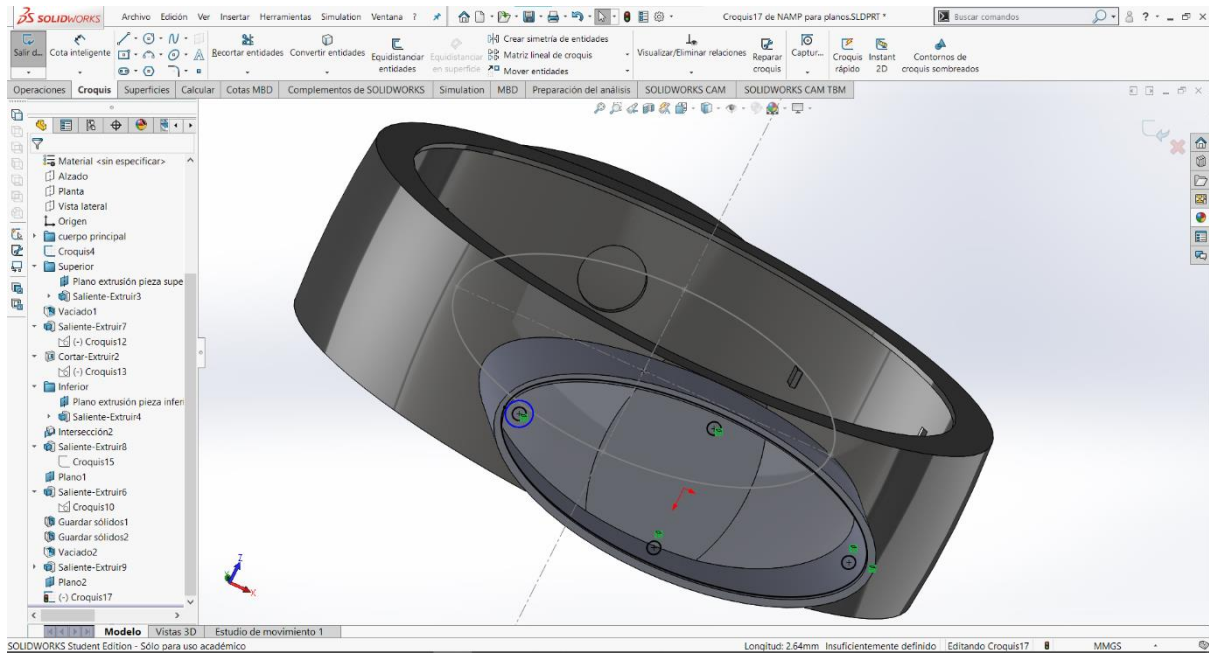 SOLIDWORKS Archivo Edición Ver Insertar Herramientas Simulation Ventana ? Croquis17 de NAMP para planos.SLDPRT * Buscar comandos
Salir d... Cota inteligente Recortar entidades Convertir entidades Equidistanciar entidades Equidistanciar en superficie Crear simetría de entidades Visualizar/Eliminar relaciones Reparar croquis Captur... Croquis rápido Instant 2D Contornos de croquis sombreados
Matriz lineal de croquis
Mover entidades
Operaciones Croquis Superficies Calcular Cotas MBD Complementos de SOLIDWORKS Simulation MBD Preparación del análisis SOLIDWORKS CAM SOLIDWORKS CAM TBM
Material <sin especificar>
Alzado
Planta
Vista lateral
Origen
cuerpo principal
Croquis4
Superior
Plano extrusión pieza supe
Saliente-Extruir3
Vaciado1
Saliente-Extruir7
(-) Croquis12
Cortar-Extruir2
(-) Croquis13
Inferior
Plano extrusión pieza inferi
Saliente-Extruir4
Intersección2
Saliente-Extruir8
Croquis15
Plano1
Saliente-Extruir6
Croquis10
Guardar sólidos1
Guardar sólidos2
Vaciado2
Saliente-Extruir9
Plano2
(-) Croquis17
Z
X
Modelo Vistas 3D Estudio de movimiento 1
SOLIDWORKS Student Edition - Sólo para uso académico Longitud: 2.64mm Insuficientemente definido Editando Croquis17 MMGS